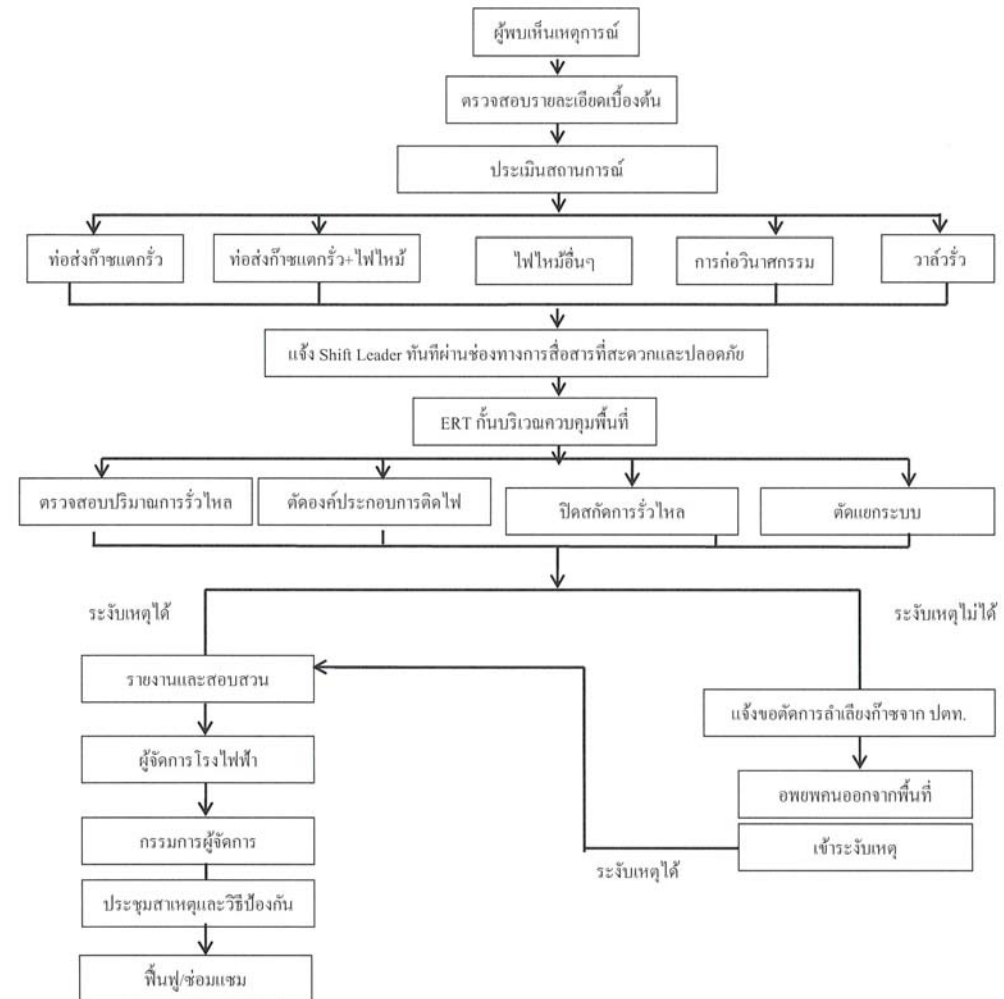 ผู้พบเห็นเหตุการณ์
ตรวจสอบรายละเอียดเบื้องต้น
ประเมินสถานการณ์
ท่อส่งก๊าซแตกรั่ว
ท่อส่งก๊าซแตกรั่ว+ไฟไหม้
ไฟไหม้อื่นๆ
การก่อวินาศกรรม
วาล์วรั่ว
แจ้ง Shift Leader ทันทีผ่านช่องทางการสื่อสารที่สะดวกและปลอดภัย
ERT กั้นบริเวณควบคุมพื้นที่
ตรวจสอบปริมาณการรั่วไหล
ตัดองค์ประกอบการติดไฟ
ปิดสกัดการรั่วไหล
ตัดแยกระบบ
ระงับเหตุได้
ระงับเหตุไม่ได้
รายงานและสอบสวน
แจ้งขอตัดการลำเลียงก๊าซจาก ปตท.
ผู้จัดการโรงไฟฟ้า
อพยพคนออกจากพื้นที่
กรรมการผู้จัดการ
เข้าระงับเหตุ
ระงับเหตุได้
ประชุมสาเหตุและวิธีป้องกัน
ฟื้นฟู/ซ่อมแซม